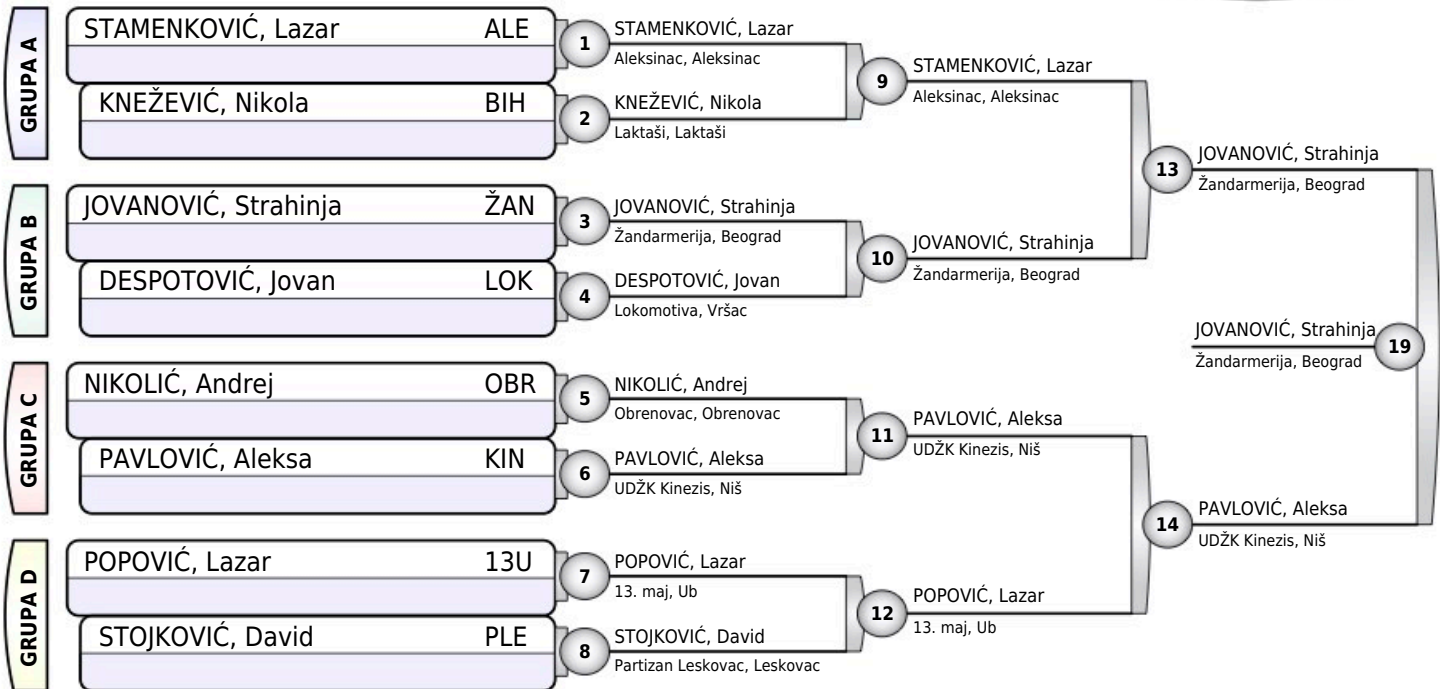 GRUPA A
STAMENKOVIĆ, Lazar ALE
KNEŽEVIĆ, Nikola BIH
1
STAMENKOVIĆ, Lazar
Aleksinac, Aleksinac
2
KNEŽEVIĆ, Nikola
Laktaši, Laktaši
9
STAMENKOVIĆ, Lazar
Aleksinac, Aleksinac
GRUPA B
JOVANOVIĆ, Strahinja ŽAN
DESPOTOVIĆ, Jovan LOK
3
JOVANOVIĆ, Strahinja
Žandarmerija, Beograd
4
DESPOTOVIĆ, Jovan
Lokomotiva, Vršac
10
JOVANOVIĆ, Strahinja
Žandarmerija, Beograd
13
JOVANOVIĆ, Strahinja
Žandarmerija, Beograd
JOVANOVIĆ, Strahinja
Žandarmerija, Beograd
19
GRUPA C
NIKOLIĆ, Andrej OBR
PAVLOVIĆ, Aleksa KIN
5
NIKOLIĆ, Andrej
Obrenovac, Obrenovac
6
PAVLOVIĆ, Aleksa
UDŽK Kinezis, Niš
11
PAVLOVIĆ, Aleksa
UDŽK Kinezis, Niš
GRUPA D
POPOVIĆ, Lazar 13U
STOJKOVIĆ, David PLE
7
POPOVIĆ, Lazar
13. maj, Ub
8
STOJKOVIĆ, David
Partizan Leskovac, Leskovac
12
POPOVIĆ, Lazar
13. maj, Ub
14
PAVLOVIĆ, Aleksa
UDŽK Kinezis, Niš